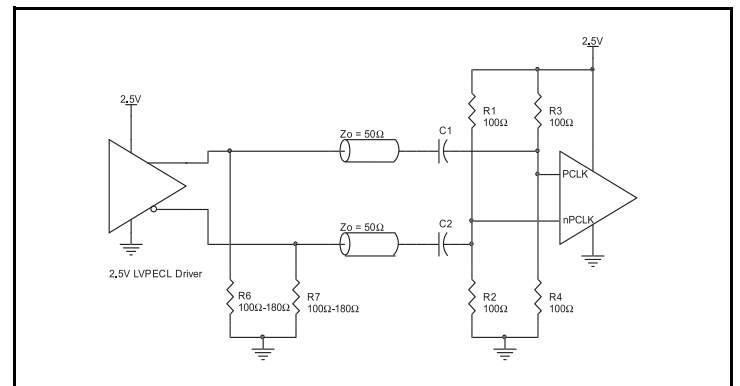 2.5V
2.5V
R1
100Ω
R3
100Ω
Zo = 50Ω
C1
PCLK
Zo = 50Ω
C2
nPCLK
2.5V LVPECL Driver
R6
100Ω-180Ω
R7
100Ω-180Ω
R2
100Ω
R4
100Ω